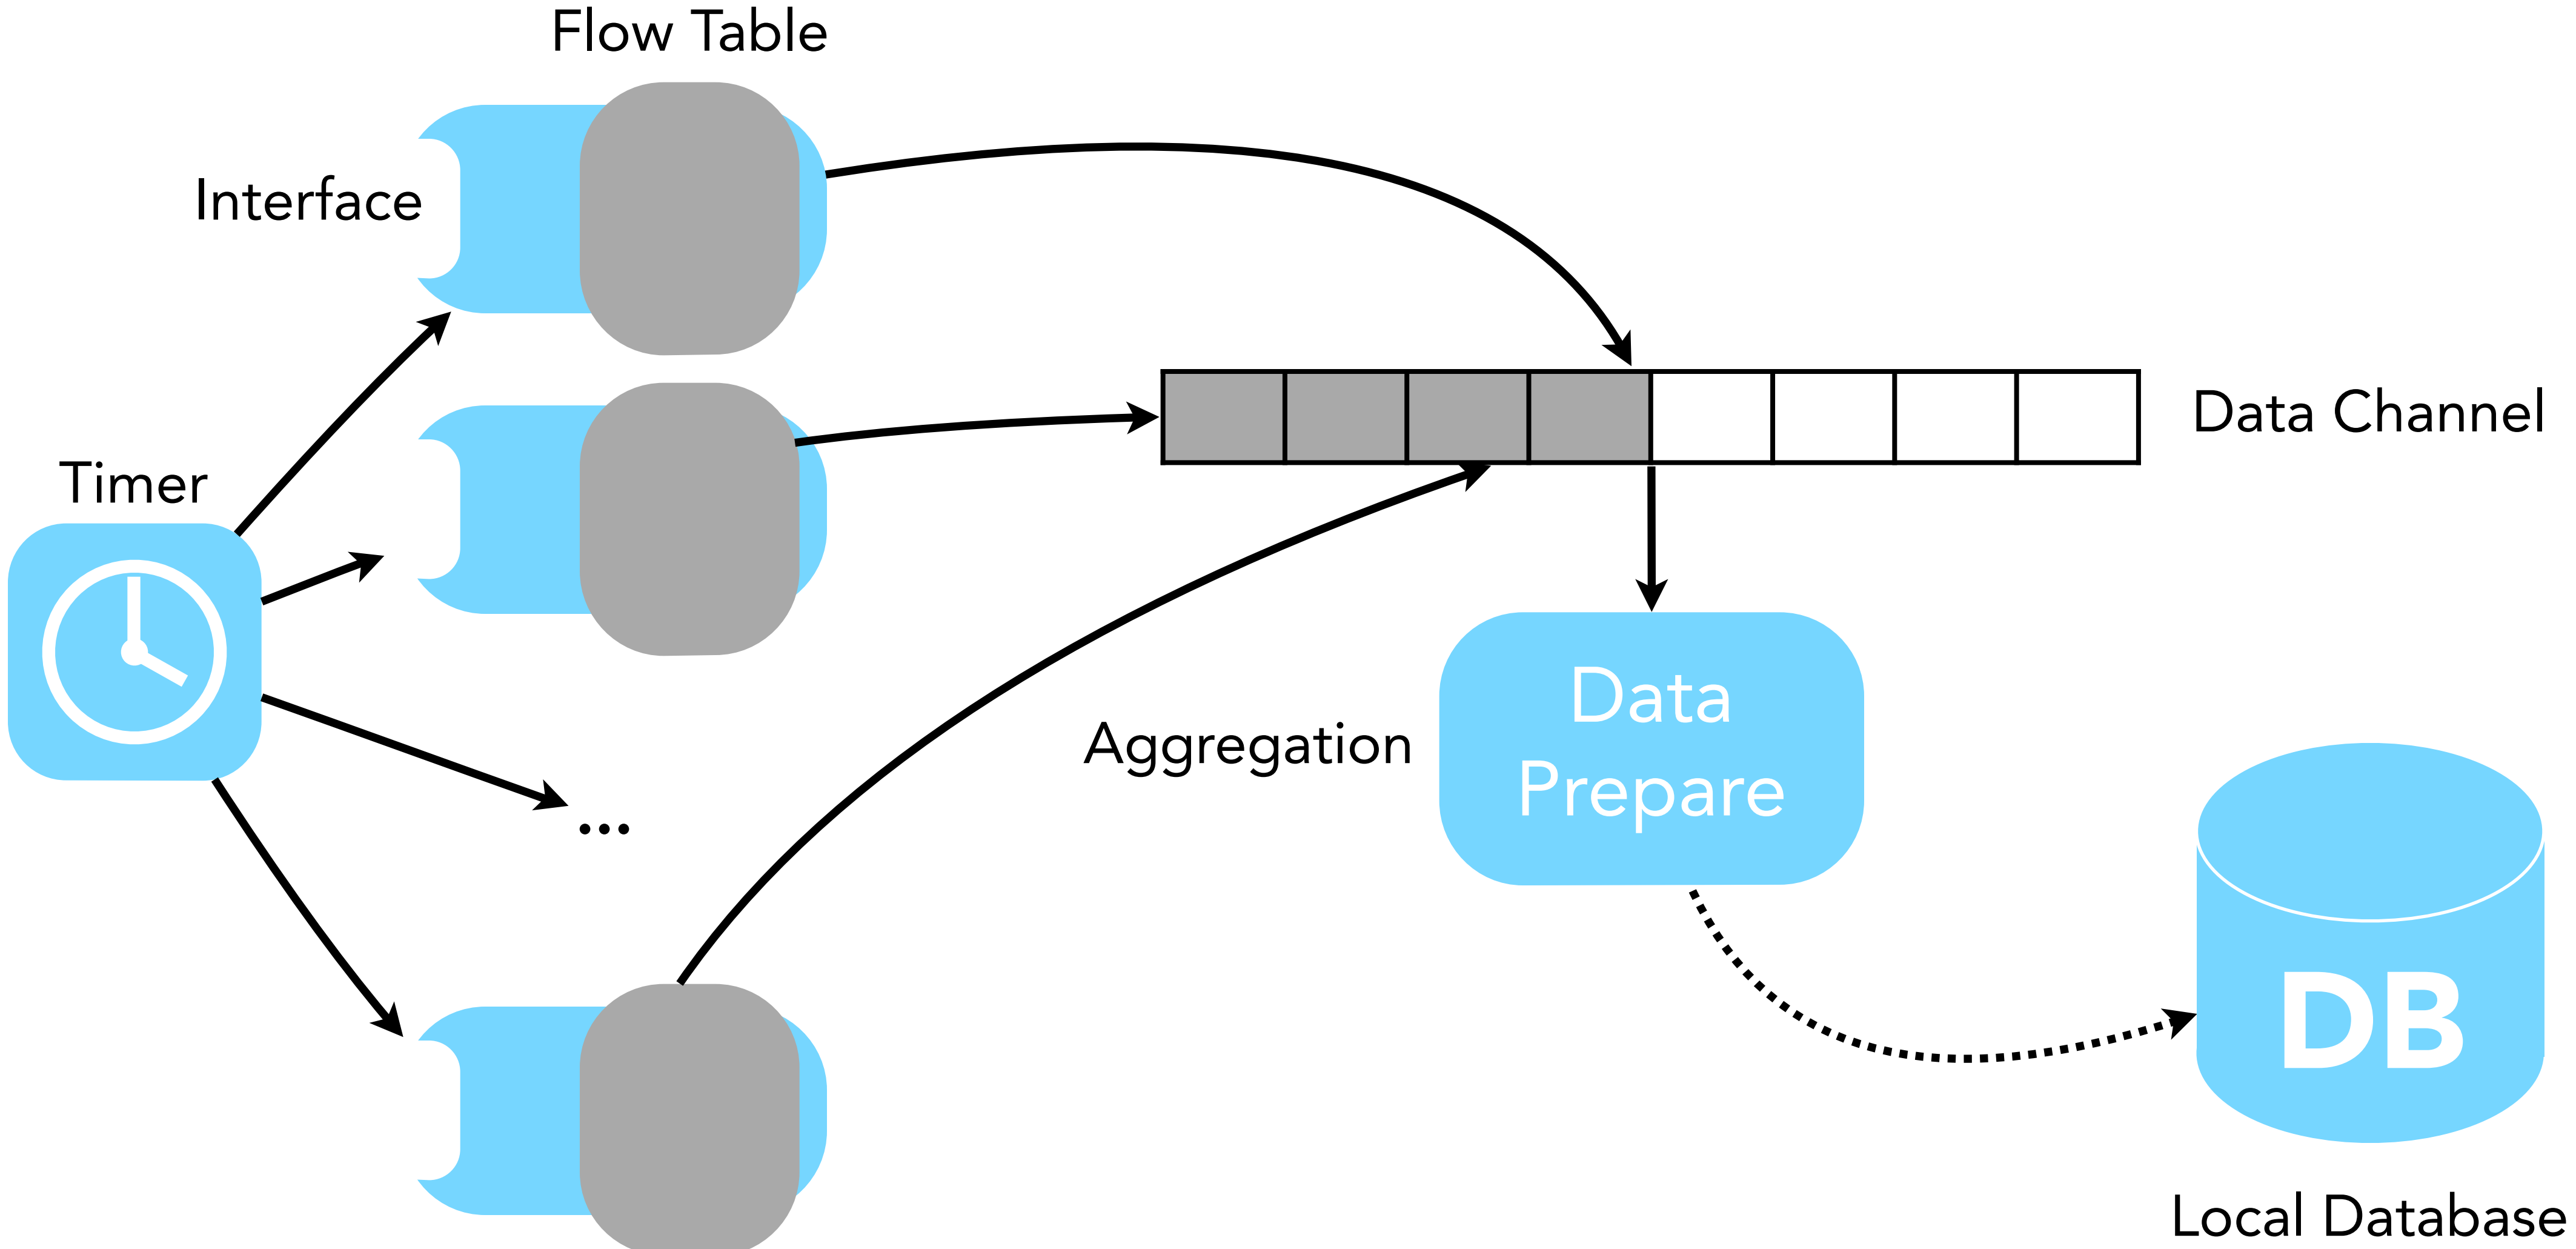 Flow Table
Interface
Data Channel
Timer
Data
Prepare
Aggregation
...
DB
Local Database